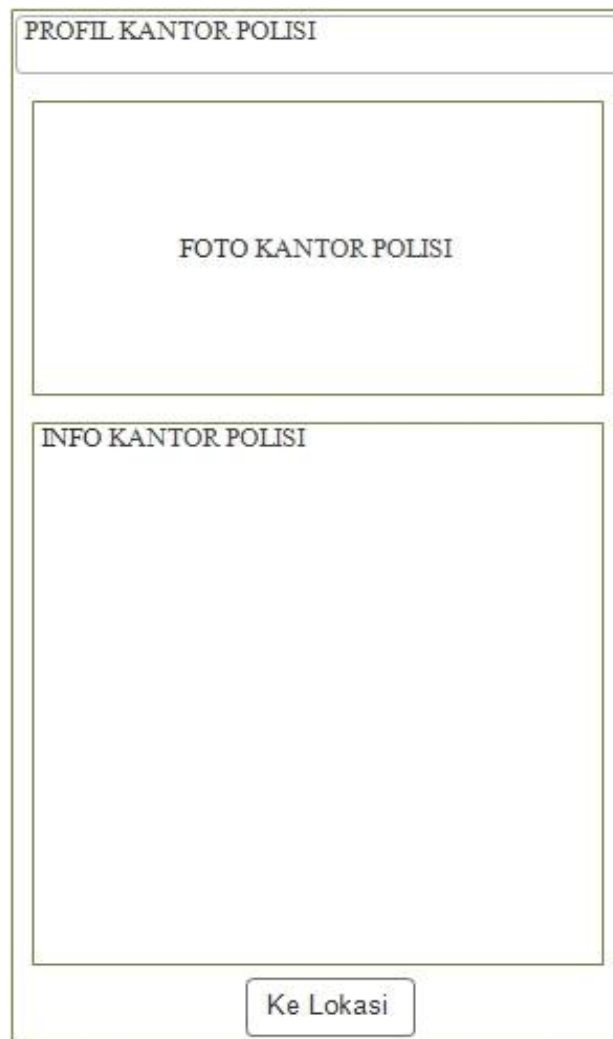 PROFIL KANTOR POLISI
FOTO KANTOR POLISI
INFO KANTOR POLISI
Ke Lokasi